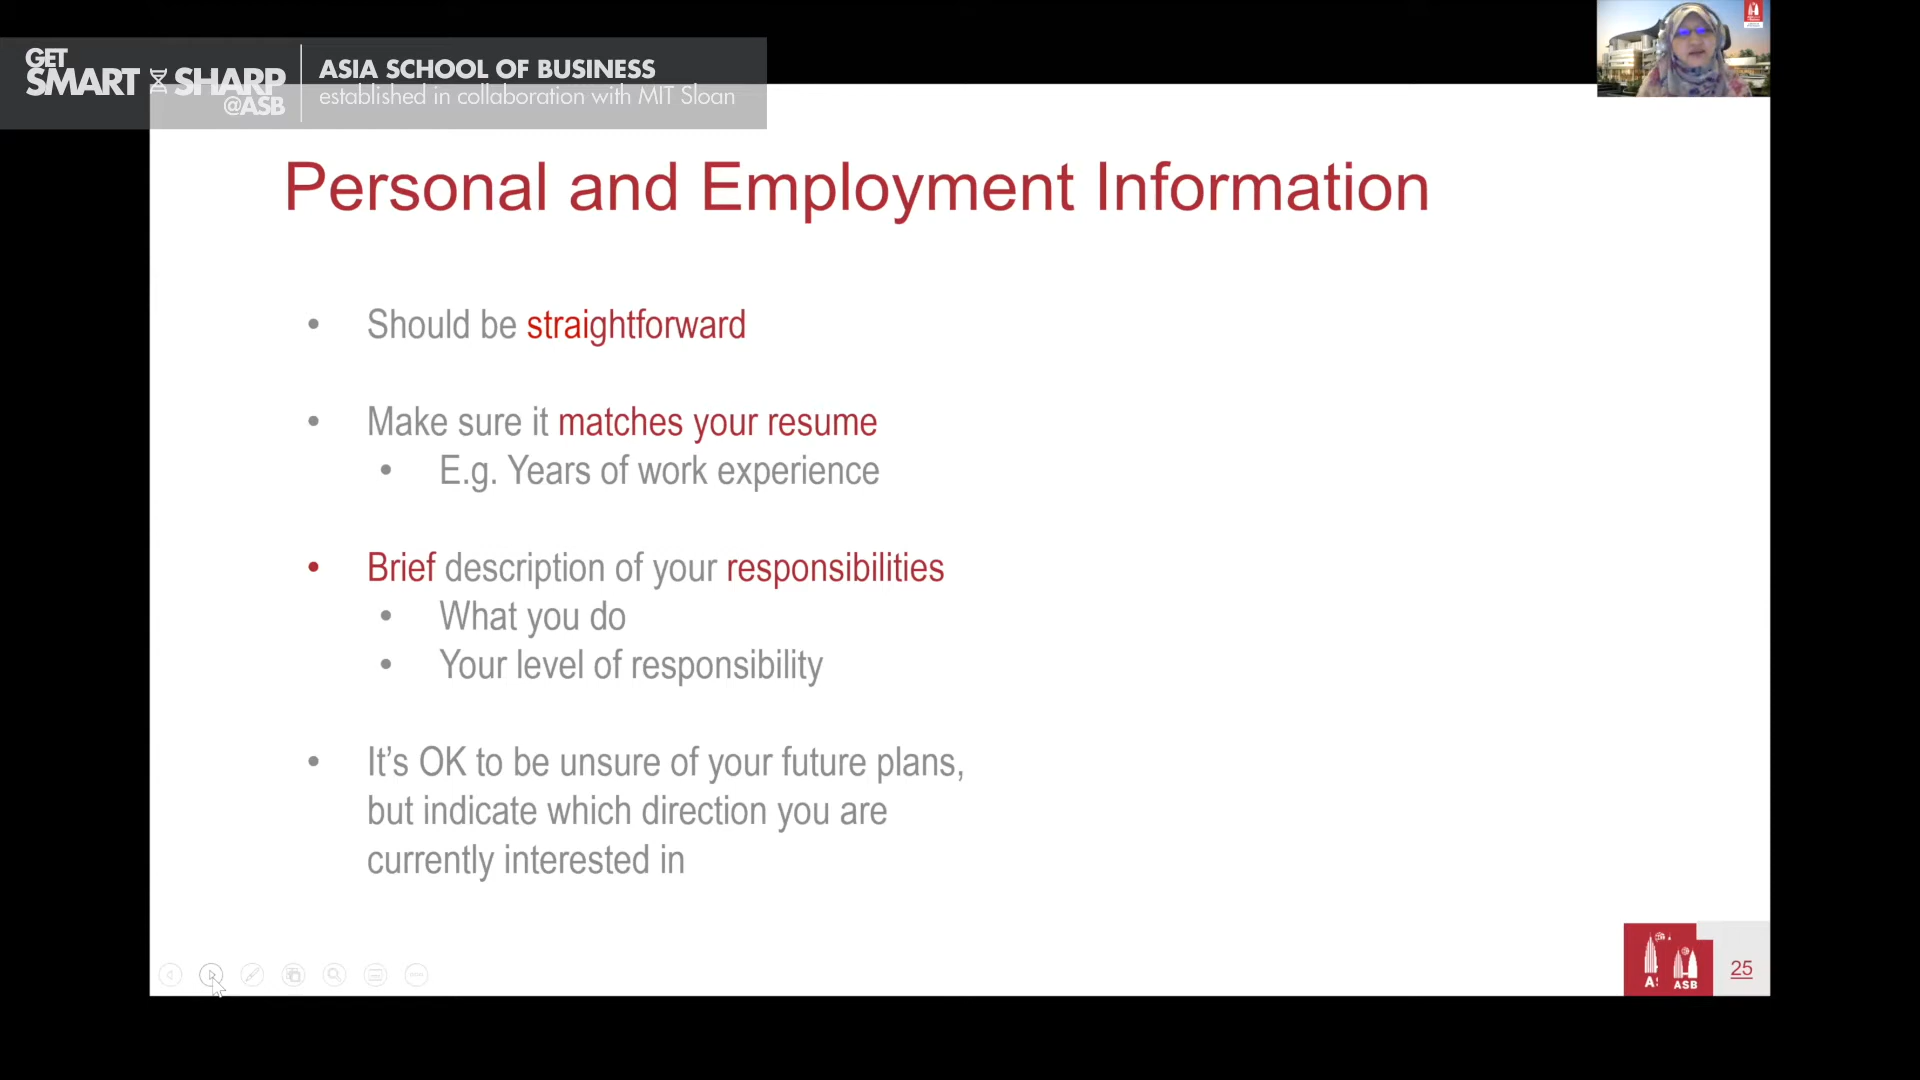 GET
SMART SHARP
@ASB
ASIA SCHOOL OF BUSINESS
established in collaboration with MIT Sloan
Personal and Employment Information
• Should be straightforward
• Make sure it matches your resume
• E.g. Years of work experience
• Brief description of your responsibilities
• What you do
• Your level of responsibility
• It’s OK to be unsure of your future plans,
but indicate which direction you are
currently interested in
ASB
25